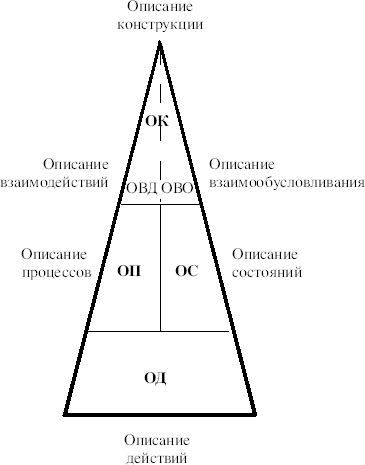 Описание
конструкции
ОК
Описание
взаимодействий
Описание
взаимообусловливания
ОВД ОВО
Описание
процессов
ОП
ОС
Описание
состояний
ОД
Описание
действий